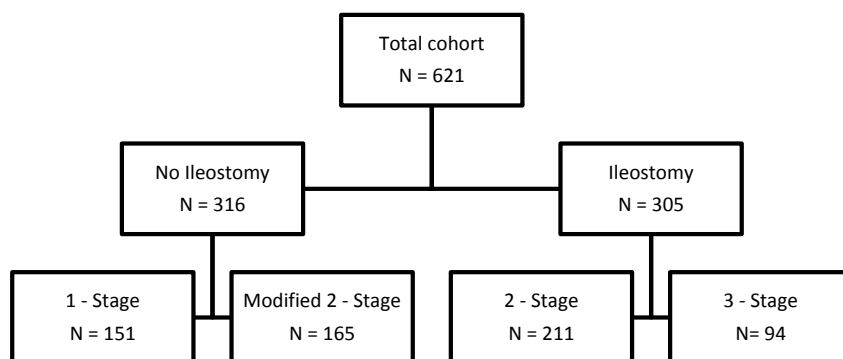 Total cohort
N = 621
No Ileostomy
N = 316
Ileostomy
N = 305
1 - Stage
N = 151
Modified 2 - Stage
N = 165
2 - Stage
N = 211
3 - Stage
N= 94